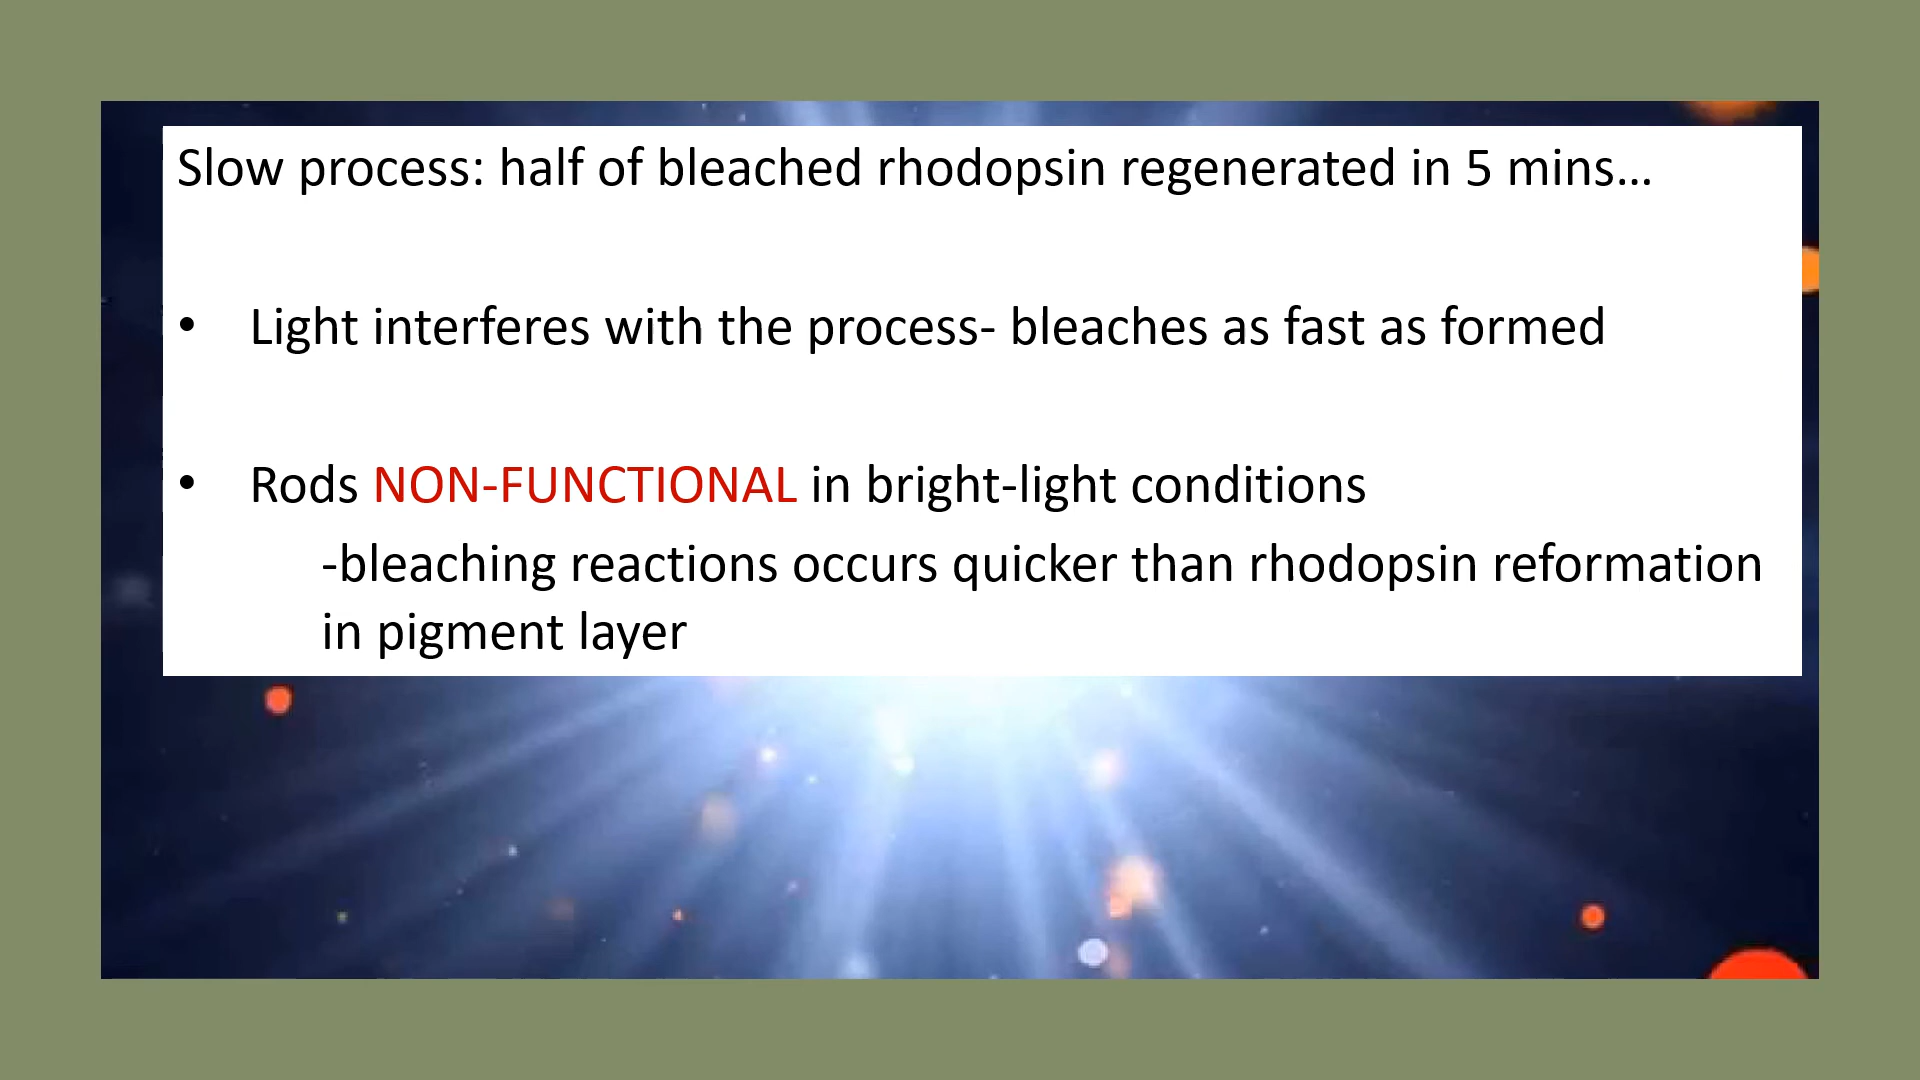 Slow process: half of bleached rhodopsin regenerated in 5 mins...
• Light interferes with the process- bleaches as fast as formed
• Rods NON-FUNCTIONAL in bright-light conditions
-bleaching reactions occurs quicker than rhodopsin reformation
in pigment layer